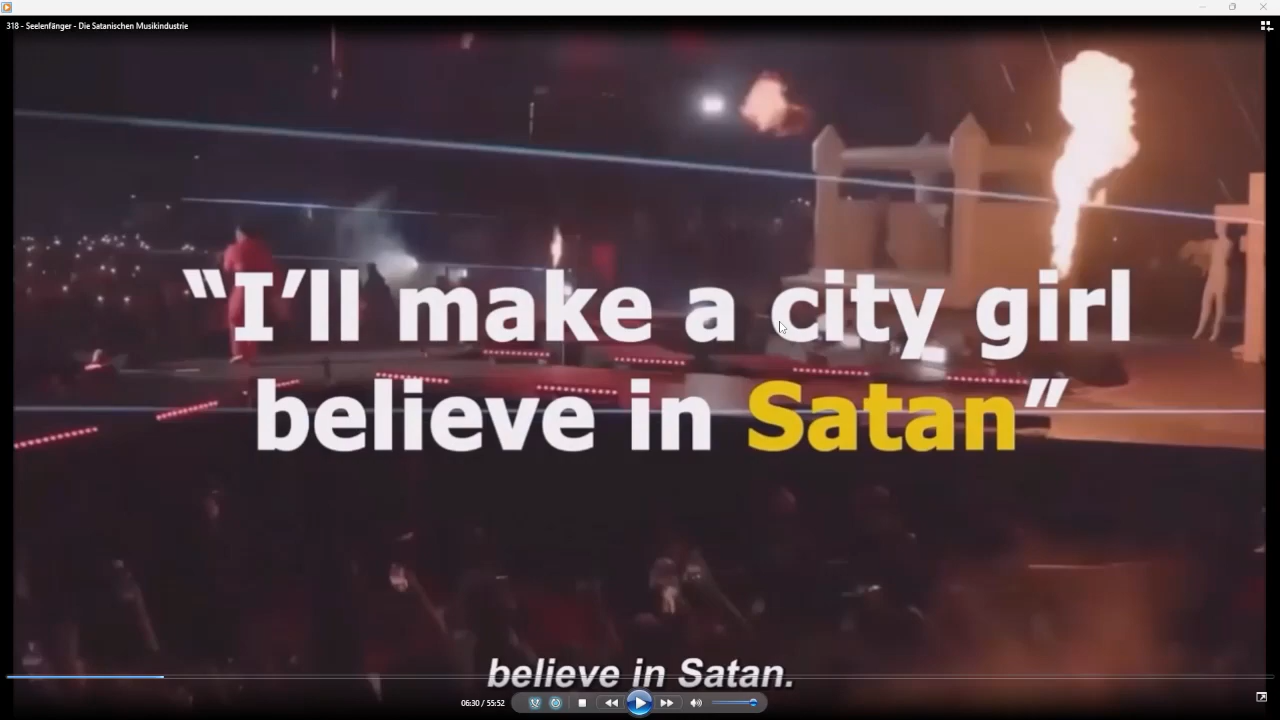 318 - Seelenfänger - Die Satanischen Musikindustrie
“I’ll make a city girl
believe in Satan”
believe in Satan.
06:30 / 55:52